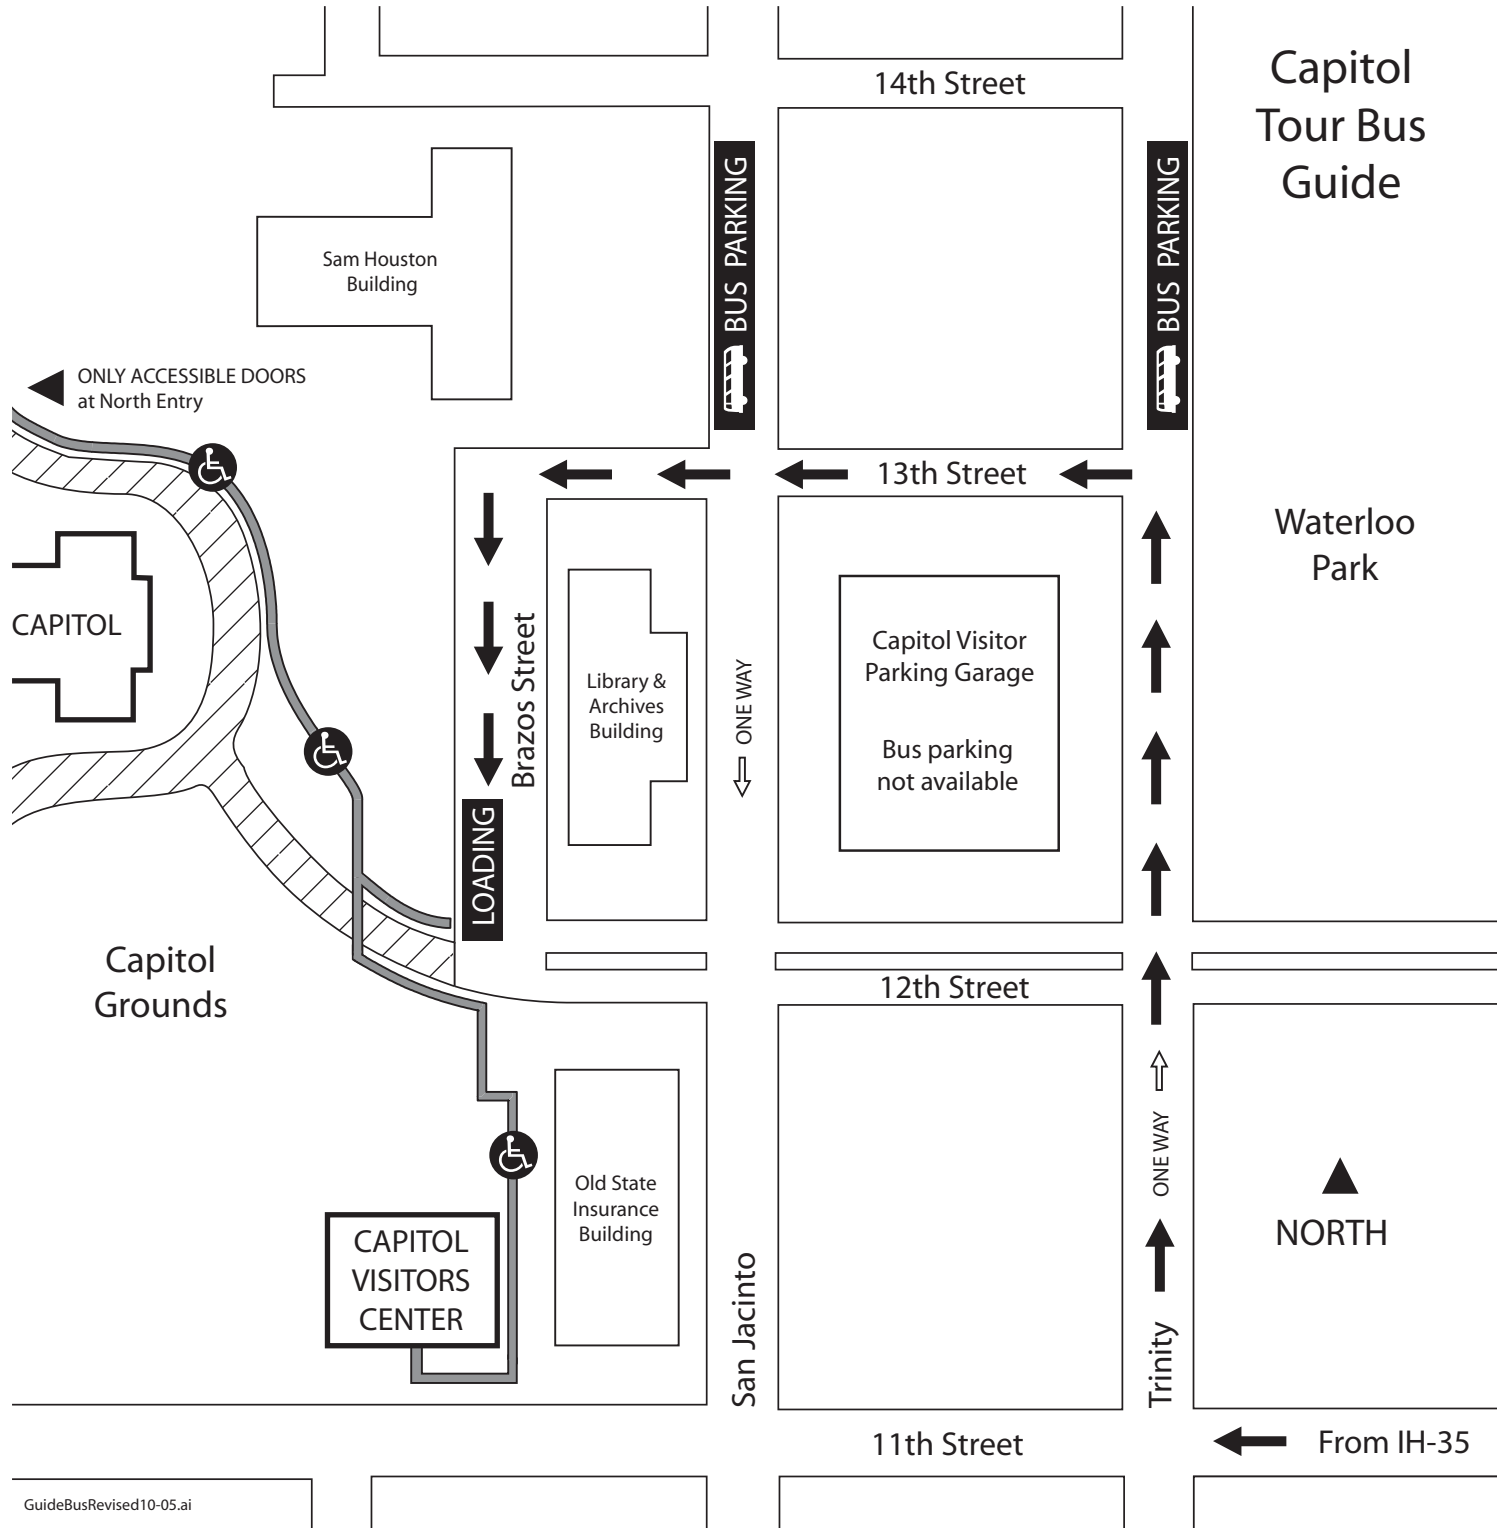 Capitol
Tour Bus
Guide
14th Street
BUS PARKING
BUS PARKING
Sam Houston
Building
ONLY ACCESSIBLE DOORS
at North Entry
13th Street
Waterloo
Park
CAPITOL
Brazos Street
Library &
Archives
Building
ONE WAY
Capitol Visitor
Parking Garage
Bus parking
not available
LOADING
Capitol
Grounds
12th Street
ONE WAY
Old State
Insurance
Building
NORTH
CAPITOL
VISITORS
CENTER
San Jacinto
Trinity
11th Street
From IH-35
GuideBusRevised10-05.ai